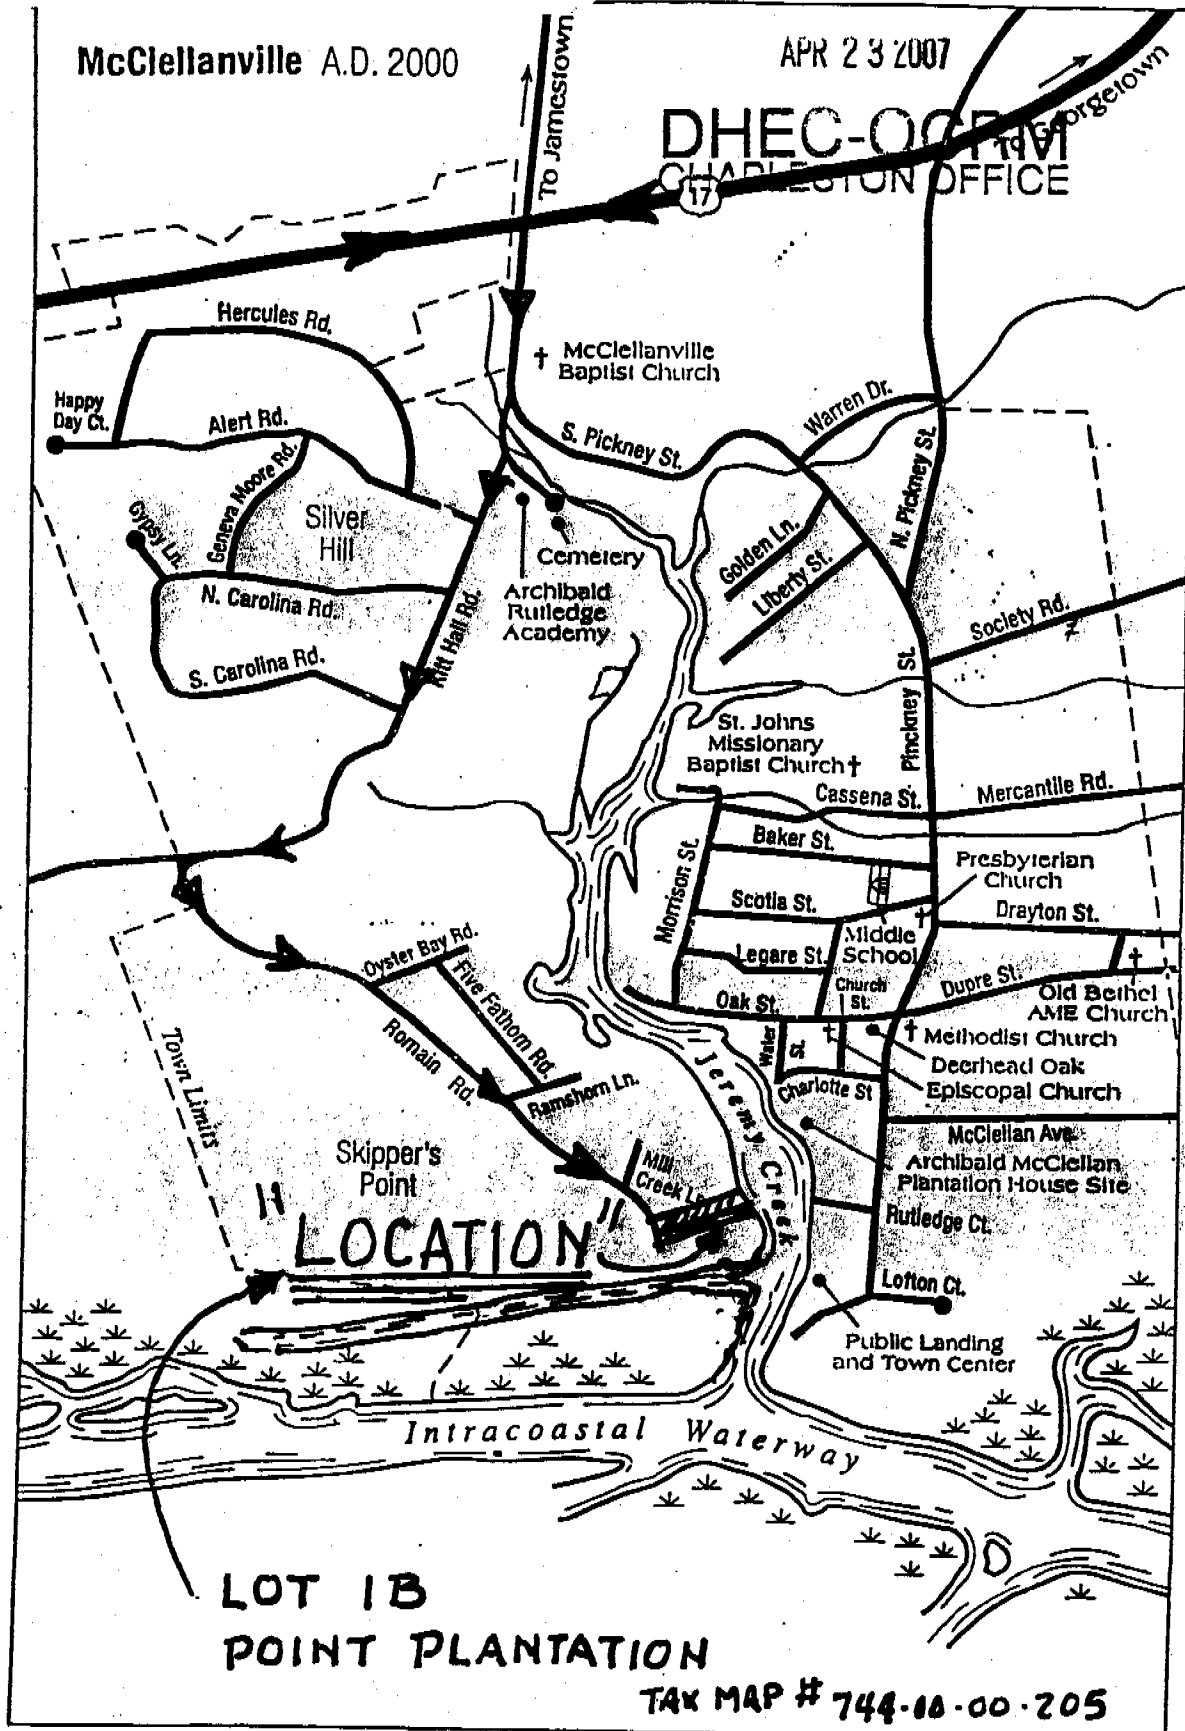 McClellanville A.D. 2000
APR 23 2007
DHEC-OCRM
CHARLESTON OFFICE
To Jamestown
To Georgetown
17
Hercules Rd.
McClellanville
Baptist Church
Happy
Day Ct.
Alert Rd.
Warren Dr.
S. Pickney St.
N. Pickney St.
Geneva Moore Rd.
Gypsy Ln.
Silver
Hill
Cemetery
Golden Ln.
Liberty St.
Archibald
Rutledge
Academy
N. Carolina Rd.
Kitt Hall Rd.
Society Rd.
S. Carolina Rd.
Pinckney St.
St. Johns
Missionary
Baptist Church
Cassena St.
Mercantile Rd.
Baker St.
Morrison St.
Presbyterian
Church
Scotia St.
Drayton St.
Middle
School
Legare St.
Oyster Bay Rd.
Five Fathom Rd.
Church
St.
Dupre St.
Oak St.
Old Bethel
AME Church
Romain Rd.
Water St.
Methodist Church
Deerhead Oak
Episcopal Church
Town Limits
Jeremy Creek
Ramshorn Ln.
Charlotte St
McClellan Ave.
Skipper's
Point
Mill
Creek Ln.
Archibald McClellan
Plantation House Site
Rutledge Ct.
"LOCATION"
Lofton Ct.
Public Landing
and Town Center
Intracoastal Waterway
LOT 1B
POINT PLANTATION
TAX MAP # 744-00-00-205